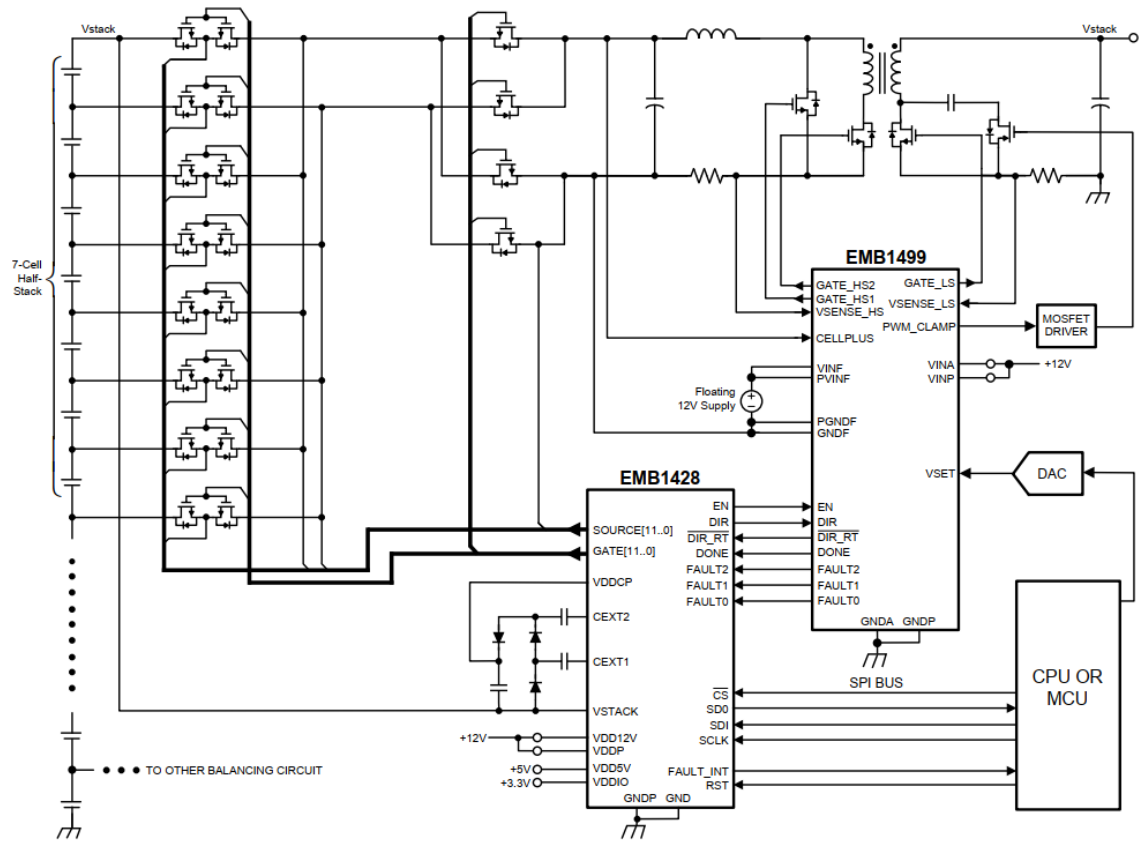 Vstack
Vstack
7-Cell
Half-
Stack
EMB1499
GATE_HS2
GATE_HS1
VSENSE_HS
CELLPLUS
VINF
PVINF
PGNDF
GNDF
GATE_LS
VSENSE_LS
PWM_CLAMP
VINA
VINP
+12V
MOSFET
DRIVER
Floating
12V Supply
+
−
VSET
DAC
EN
DIR
DIR_RT
DONE
FAULT2
FAULT1
FAULT0
GNDA GNDP
EMB1428
SOURCE[11..0]
GATE[11..0]
VDDCP
CEXT2
CEXT1
VSTACK
+12V
VDD12V
VDDP
+5V
VDD5V
+3.3V
VDDIO
EN
DIR
DIR_RT
DONE
FAULT2
FAULT1
FAULT0
CS
SD0
SDI
SCLK
FAULT_INT
RST
GNDP GND
SPI BUS
CPU OR
MCU
TO OTHER BALANCING CIRCUIT